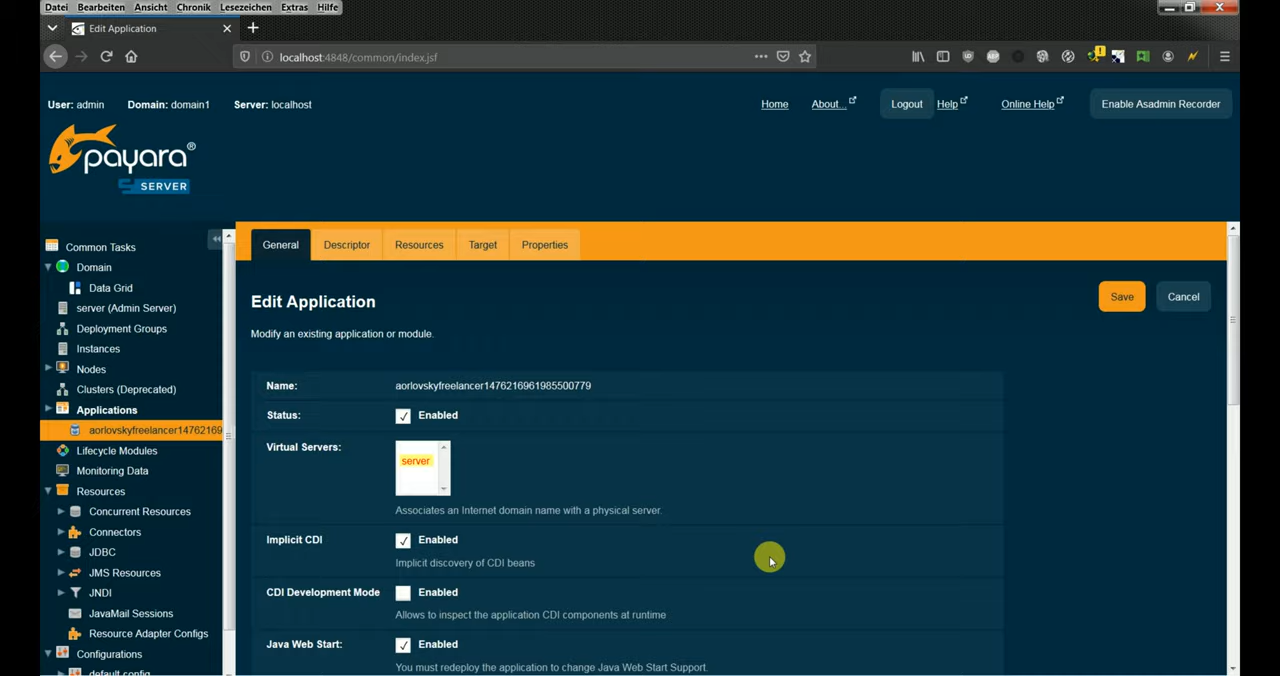 Datei Bearbeiten Ansicht Chronik Lesezeichen Extras Hilfe
Edit Application
localhost:4848/common/index.jsf
User: admin Domain: domain1 Server: localhost
Home About... Logout Help Online Help Enable Asadmin Recorder
payara®
SERVER
Common Tasks
Domain
Data Grid
server (Admin Server)
Deployment Groups
Instances
Nodes
Clusters (Deprecated)
Applications
aorlovskyfreelancer14762169
Lifecycle Modules
Monitoring Data
Resources
Concurrent Resources
Connectors
JDBC
JMS Resources
JNDI
JavaMail Sessions
Resource Adapter Configs
Configurations
default-config
General Descriptor Resources Target Properties
Edit Application
Save Cancel
Modify an existing application or module.
Name: aorlovskyfreelancer1476216961985500779
Status: Enabled
Virtual Servers: server
Associates an Internet domain name with a physical server.
Implicit CDI Enabled
Implicit discovery of CDI beans
CDI Development Mode Enabled
Allows to inspect the application CDI components at runtime
Java Web Start: Enabled
You must redeploy the application to change Java Web Start Support.